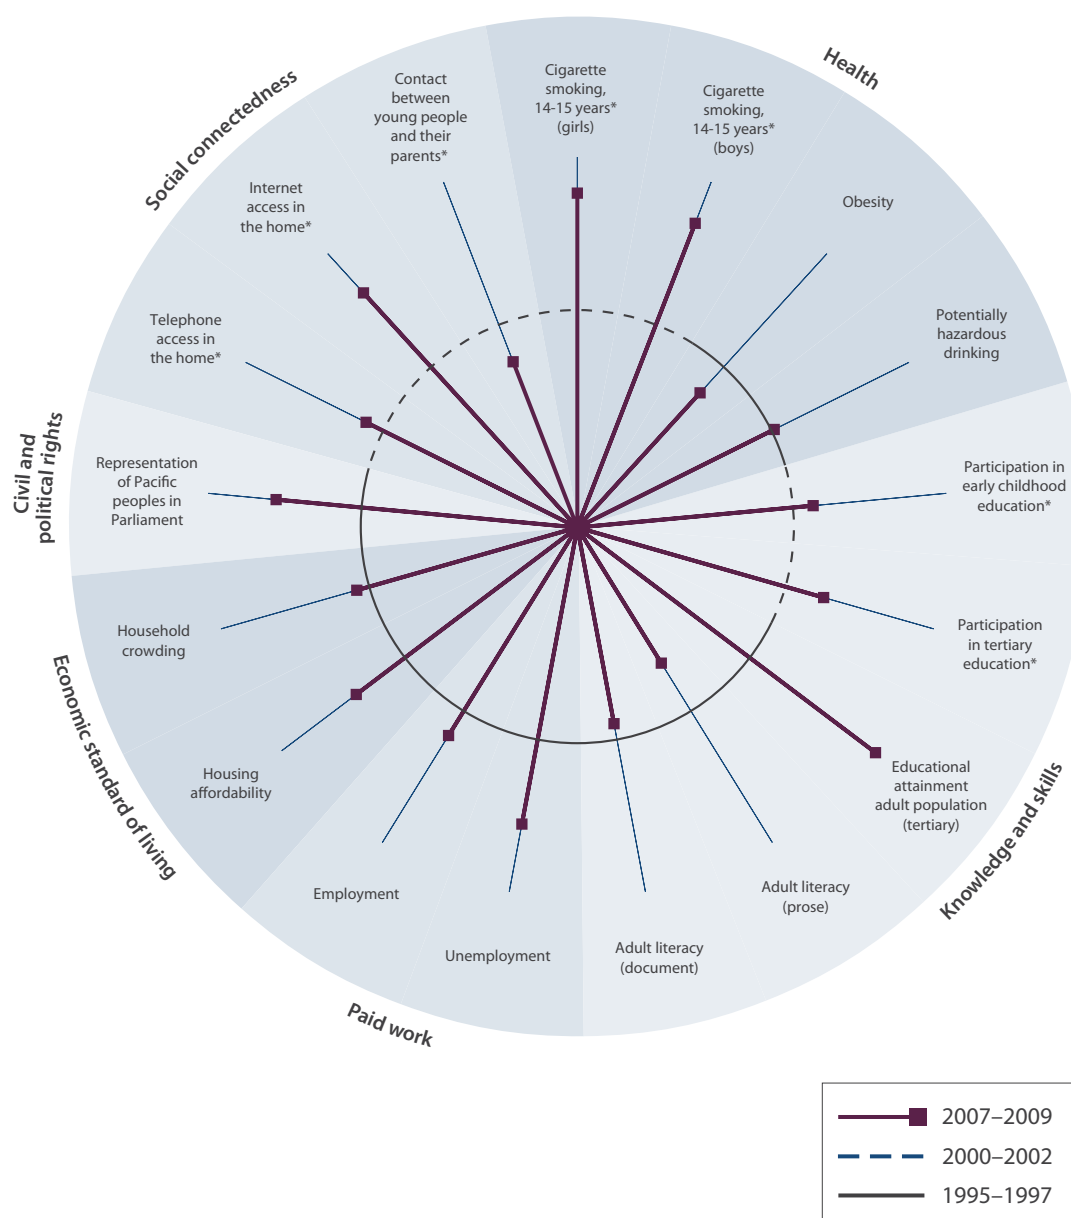 Health
Cigarette
smoking,
14-15 years*
(girls)
Cigarette
smoking,
14-15 years*
(boys)
Obesity
Potentially
hazardous
drinking
Knowledge and skills
Participation in
early childhood
education*
Participation
in tertiary
education*
Educational
attainment
adult population
(tertiary)
Adult literacy
(prose)
Adult literacy
(document)
Paid work
Unemployment
Employment
Economic standard of living
Housing
affordability
Household
crowding
Civil and
political rights
Representation
of Pacific
peoples in
Parliament
Social connectedness
Telephone
access in
the home*
Internet
access in
the home*
Contact
between
young people
and their
parents*
2007–2009
2000–2002
1995–1997